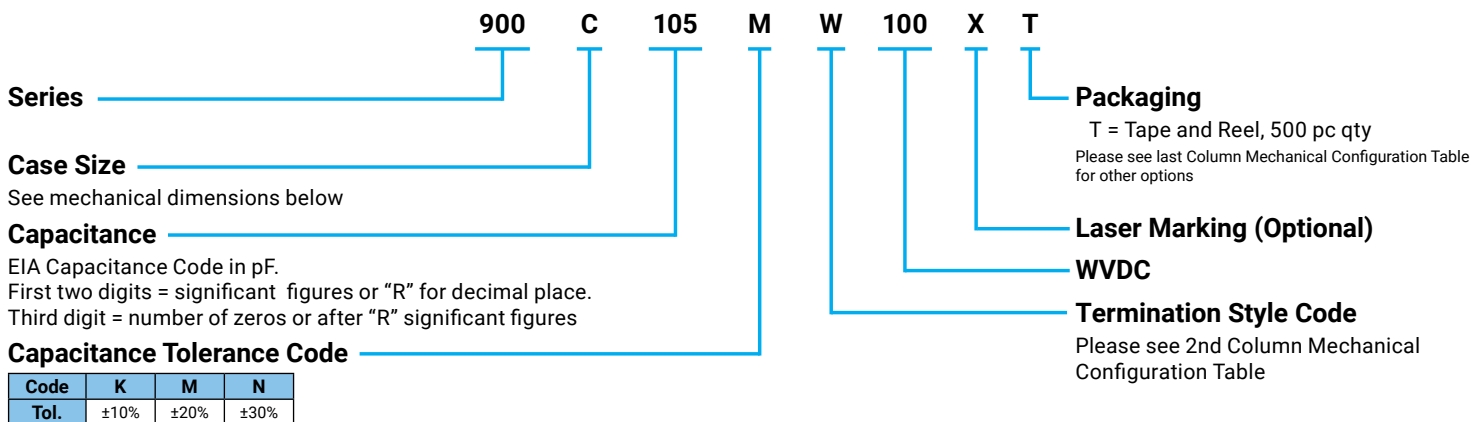 900 C 105 M W 100 X T
Series
Case Size
See mechanical dimensions below
Capacitance
EIA Capacitance Code in pF.
First two digits = significant figures or “R” for decimal place.
Third digit = number of zeros or after “R” significant figures
Capacitance Tolerance Code
Code K M N
Tol. ±10% ±20% ±30%
Packaging
T = Tape and Reel, 500 pc qty
Please see last Column Mechanical Configuration Table
for other options
Laser Marking (Optional)
WVDC
Termination Style Code
Please see 2nd Column Mechanical
Configuration Table